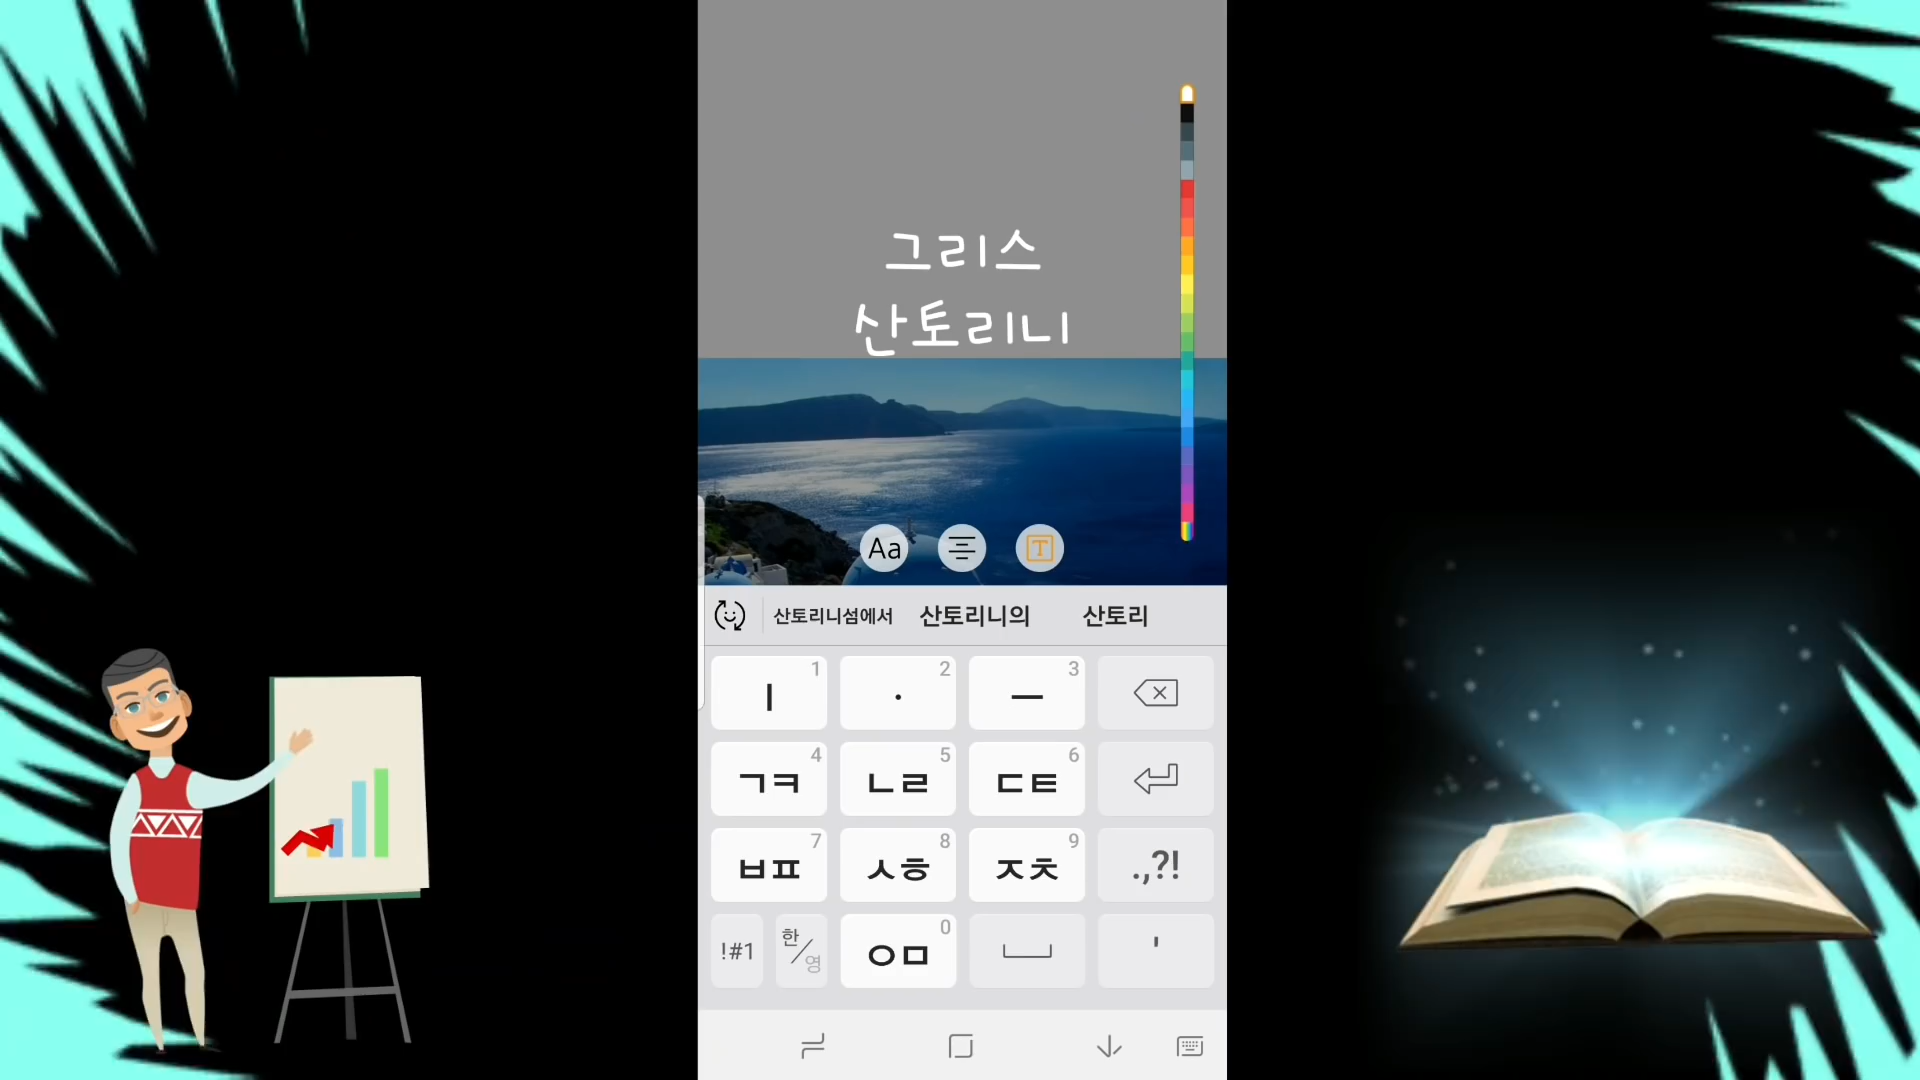 그리스
산토리니
Aa
T
산토리니섬에서 산토리니의 산토리
ㅣ 1
· 2
ㅡ 3
ㄱㅋ 4
ㄴㄹ 5
ㄷㅌ 6
ㅂㅍ 7
ㅅㅎ 8
ㅈㅊ 9
.,?!
!#1
한/영
ㅇㅁ 0
'